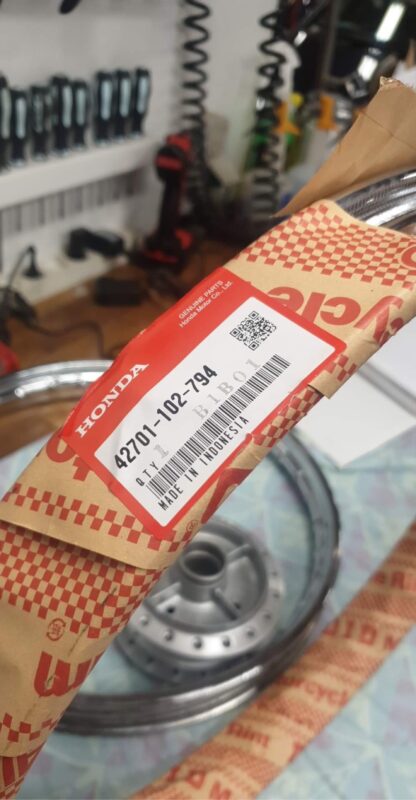 GENUINE PARTS
Honda Motor Co., Ltd.
HONDA
42701-102-794
QTY 1 B1B01
MADE IN INDONESIA